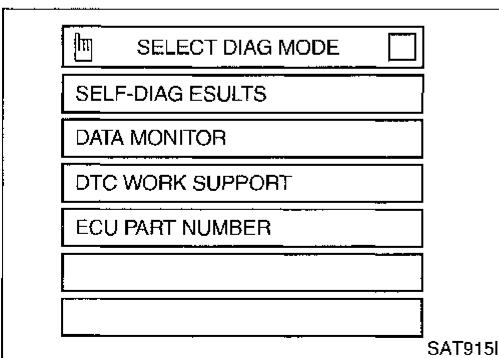 SELECT DIAG MODE
SELF-DIAG ESULTS
DATA MONITOR
DTC WORK SUPPORT
ECU PART NUMBER
SAT915I